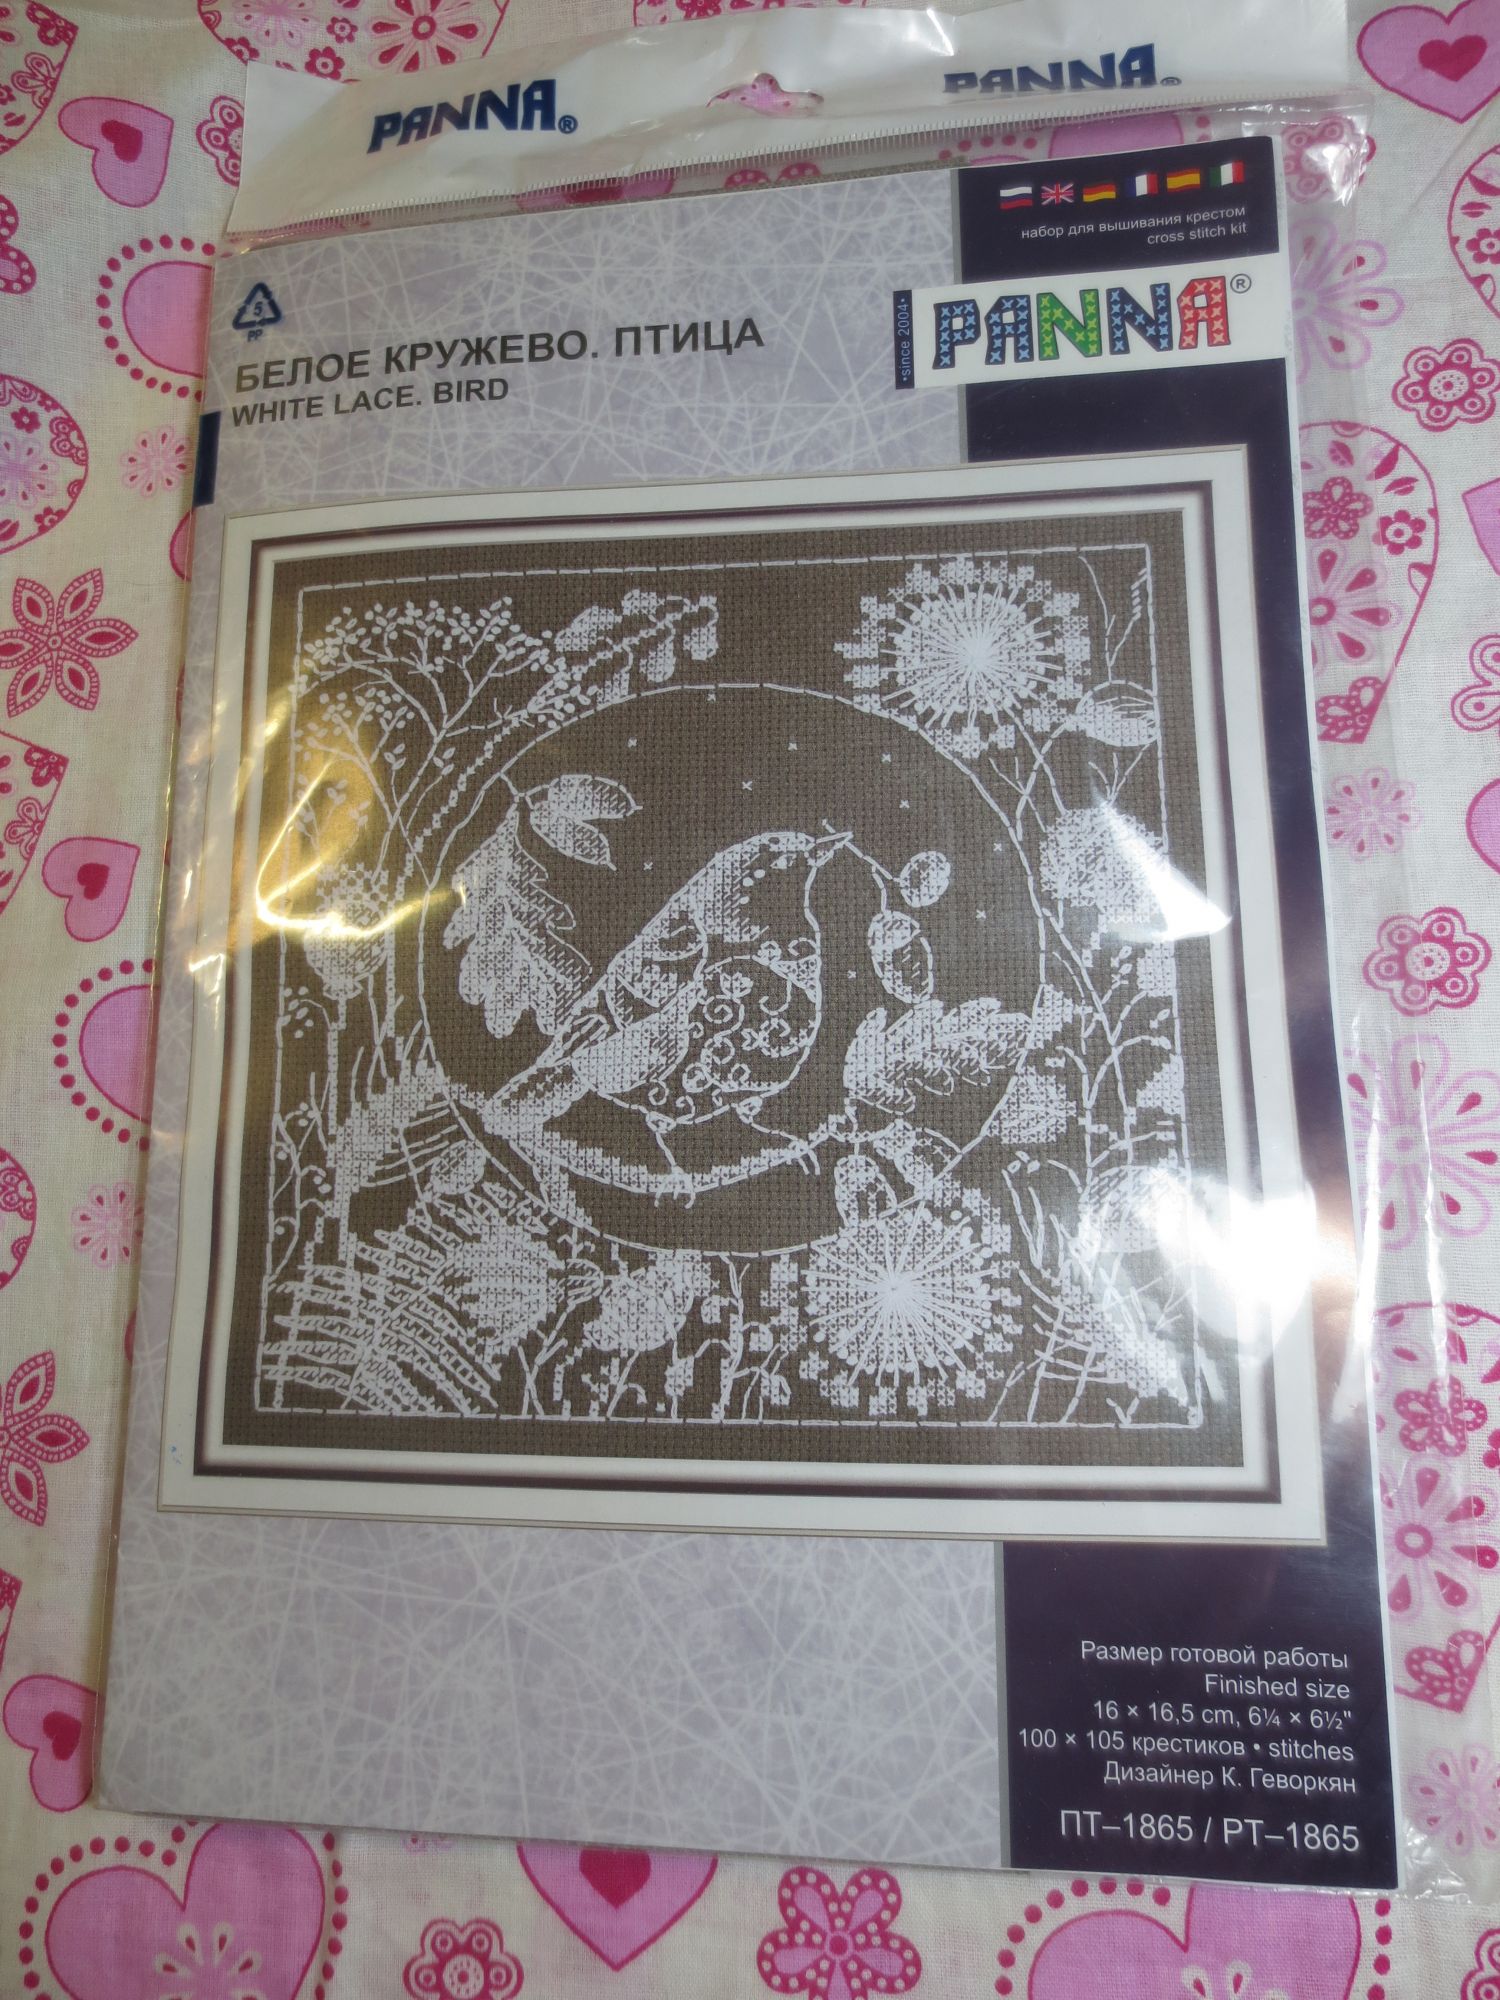 PANNA®
PANNA®
набор для вышивания крестом
cross stitch kit
•since 2004•
PANNA®
5
PP
БЕЛОЕ КРУЖЕВО. ПТИЦА
WHITE LACE. BIRD
Размер готовой работы
Finished size
16 × 16,5 cm, 6¼ × 6½"
100 × 105 крестиков • stitches
Дизайнер К. Геворкян
ПТ–1865 / PT–1865